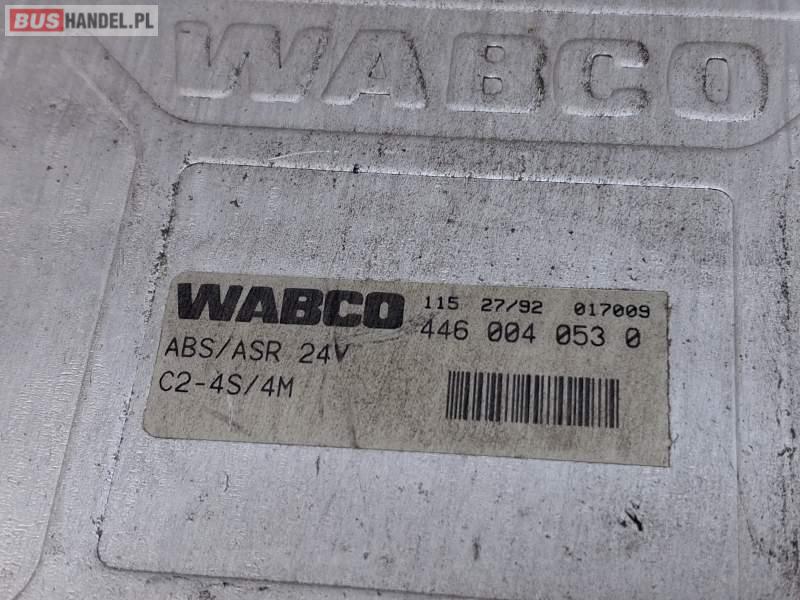 BUSHANDEL.PL
WABCO
WABCO 115 27/92 017009
446 004 053 0
ABS/ASR 24V
C2-4S/4M